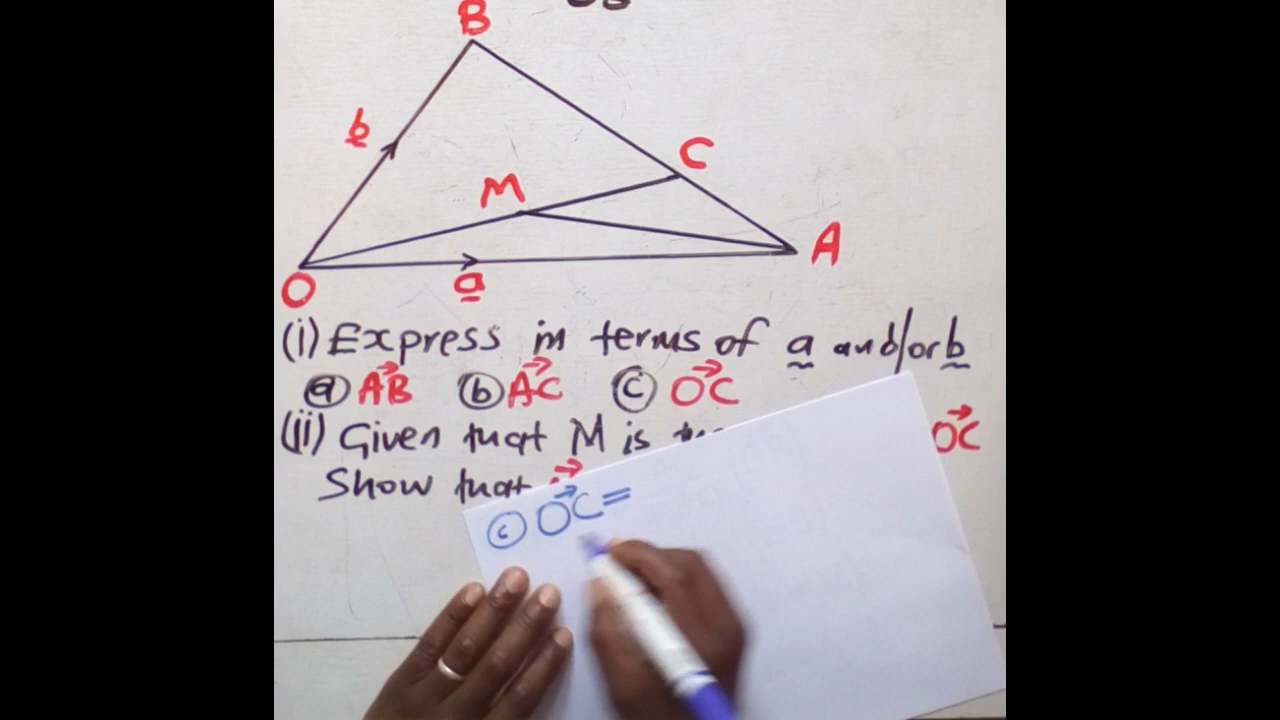 B
b
C
M
A
O
a
(i) Express in terms of a and/or b
(a) AB (b) AC (c) OC
(ii) Given that M is OC
Show that
(c) OC =